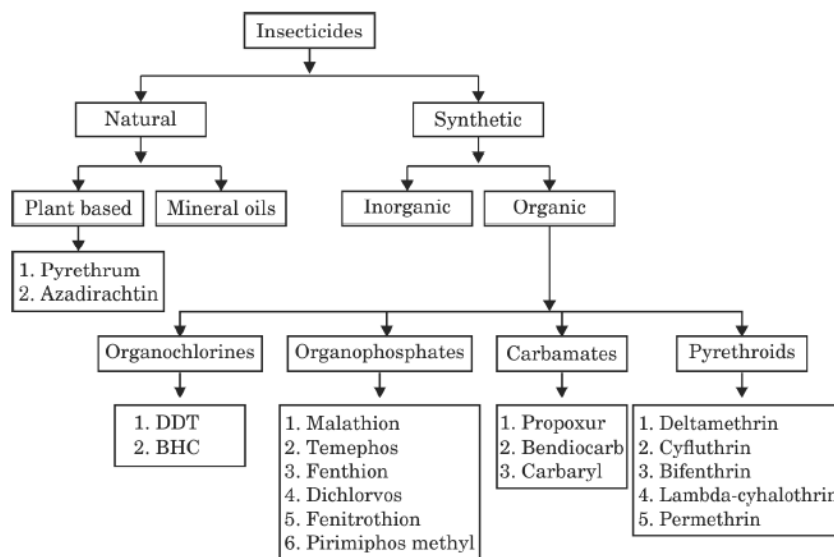 Insecticides
Natural
Synthetic
Plant based
Mineral oils
Inorganic
Organic
1. Pyrethrum
2. Azadirachtin
Organochlorines
Organophosphates
Carbamates
Pyrethroids
1. DDT
2. BHC
1. Malathion
2. Temephos
3. Fenthion
4. Dichlorvos
5. Fenitrothion
6. Pirimiphos methyl
1. Propoxur
2. Bendiocarb
3. Carbaryl
1. Deltamethrin
2. Cyfluthrin
3. Bifenthrin
4. Lambda-cyhalothrin
5. Permethrin